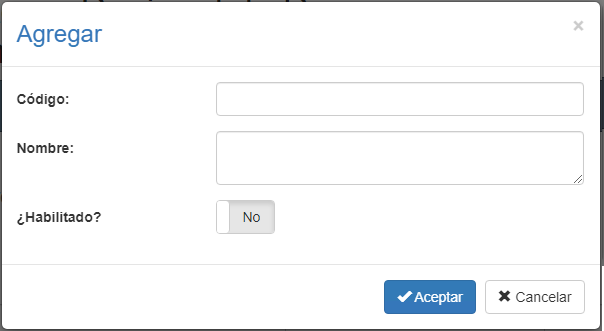 Agregar
×
Código:
Nombre:
¿Habilitado?
No
Aceptar
Cancelar